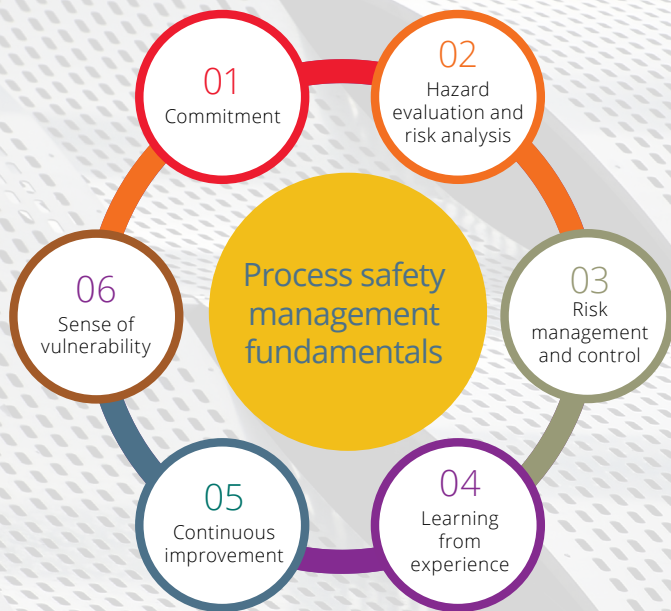 01
Commitment
02
Hazard
evaluation and
risk analysis
03
Risk
management
and control
04
Learning
from
experience
05
Continuous
improvement
06
Sense of
vulnerability
Process safety
management
fundamentals